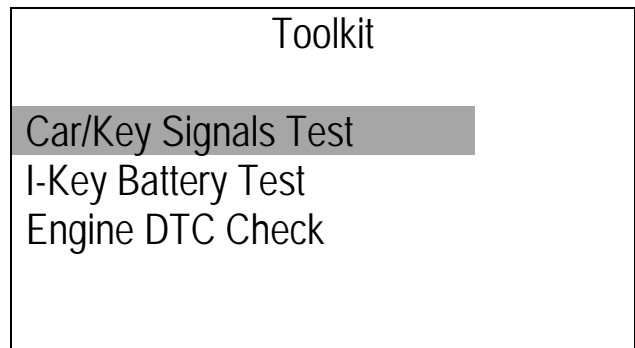 Toolkit
Car/Key Signals Test
I-Key Battery Test
Engine DTC Check